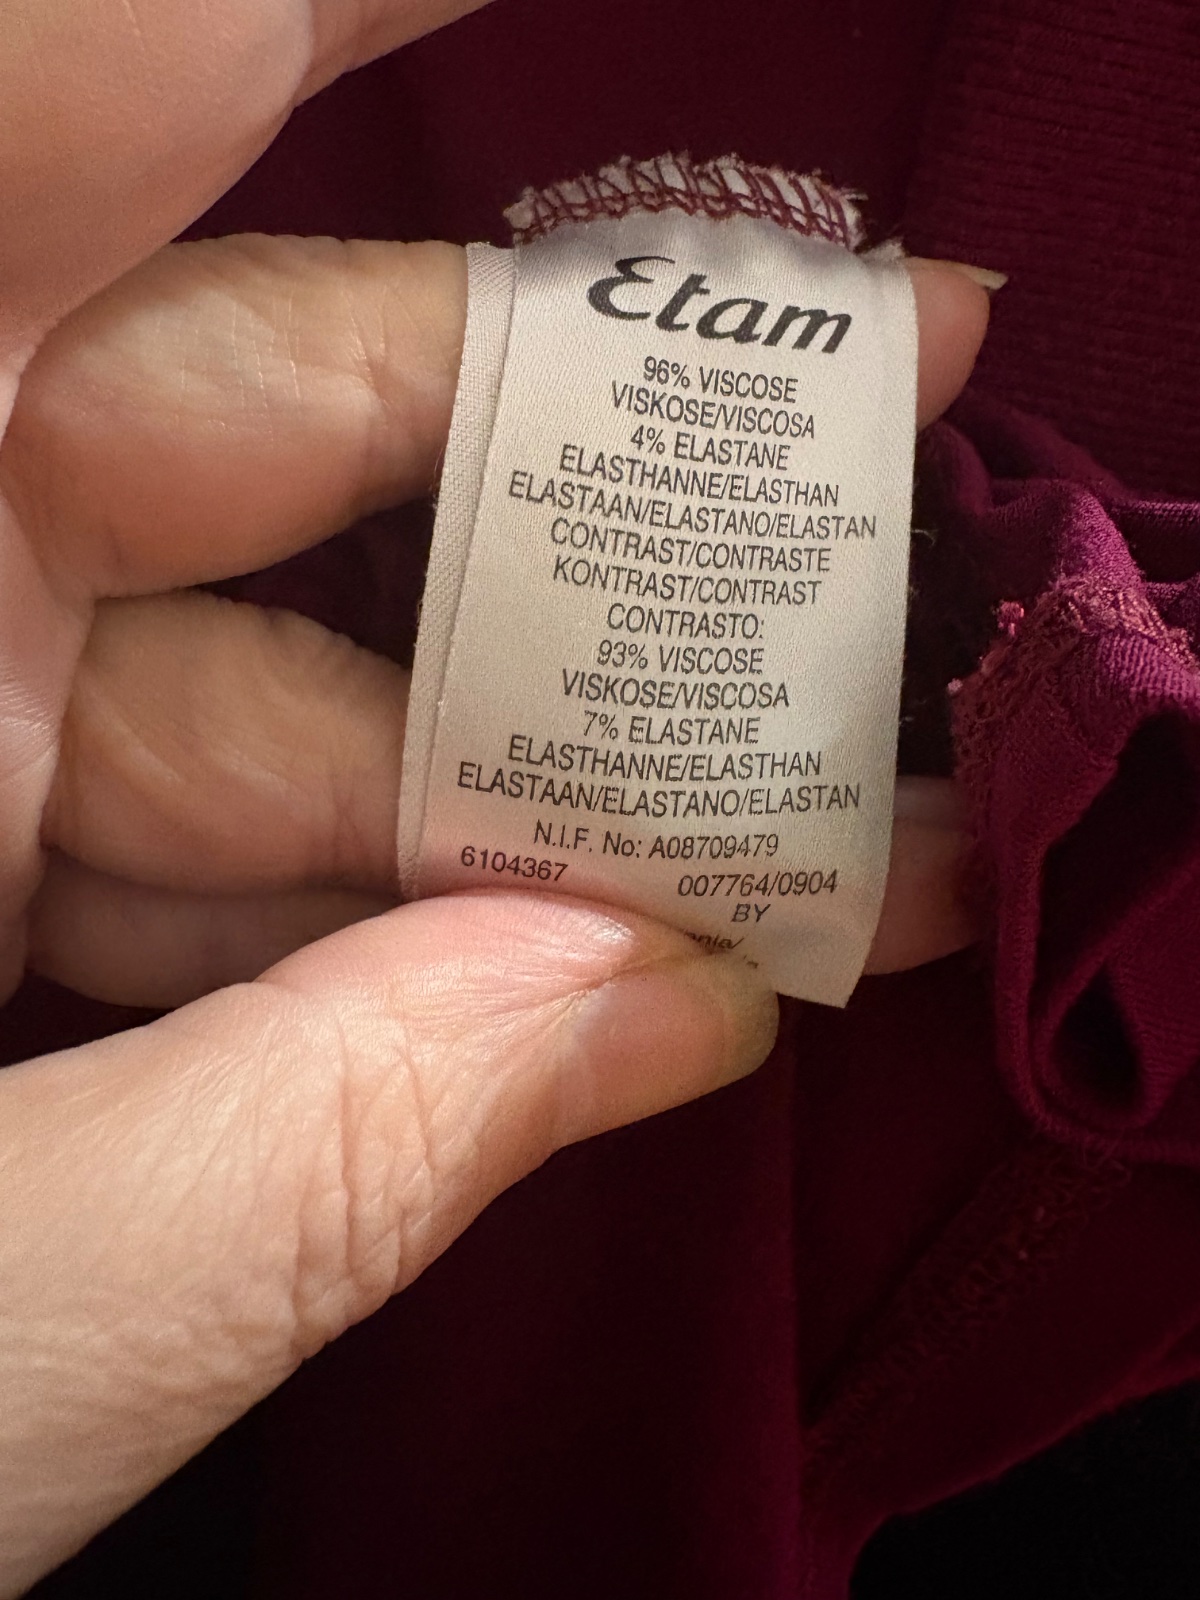 Etam
96% VISCOSE
VISKOSE/VISCOSA
4% ELASTANE
ELASTHANNE/ELASTHAN
ELASTAAN/ELASTANO/ELASTAN
CONTRAST/CONTRASTE
KONTRAST/CONTRAST
CONTRASTO:
93% VISCOSE
VISKOSE/VISCOSA
7% ELASTANE
ELASTHANNE/ELASTHAN
ELASTAAN/ELASTANO/ELASTAN
N.I.F. No: A08709479
6104367 007764/0904
BY